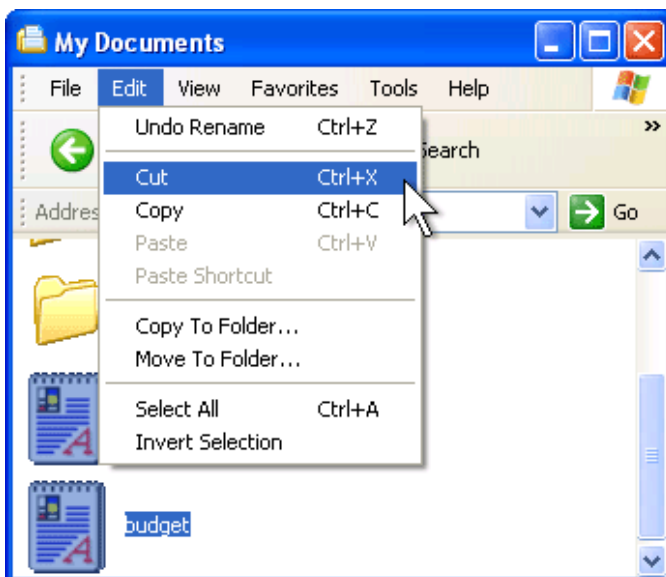 My Documents
File Edit View Favorites Tools Help
Undo Rename Ctrl+Z
Search
»
Cut Ctrl+X
Addres
Go
Copy Ctrl+C
Paste Ctrl+V
Paste Shortcut
Copy To Folder...
Move To Folder...
Select All Ctrl+A
Invert Selection
budget